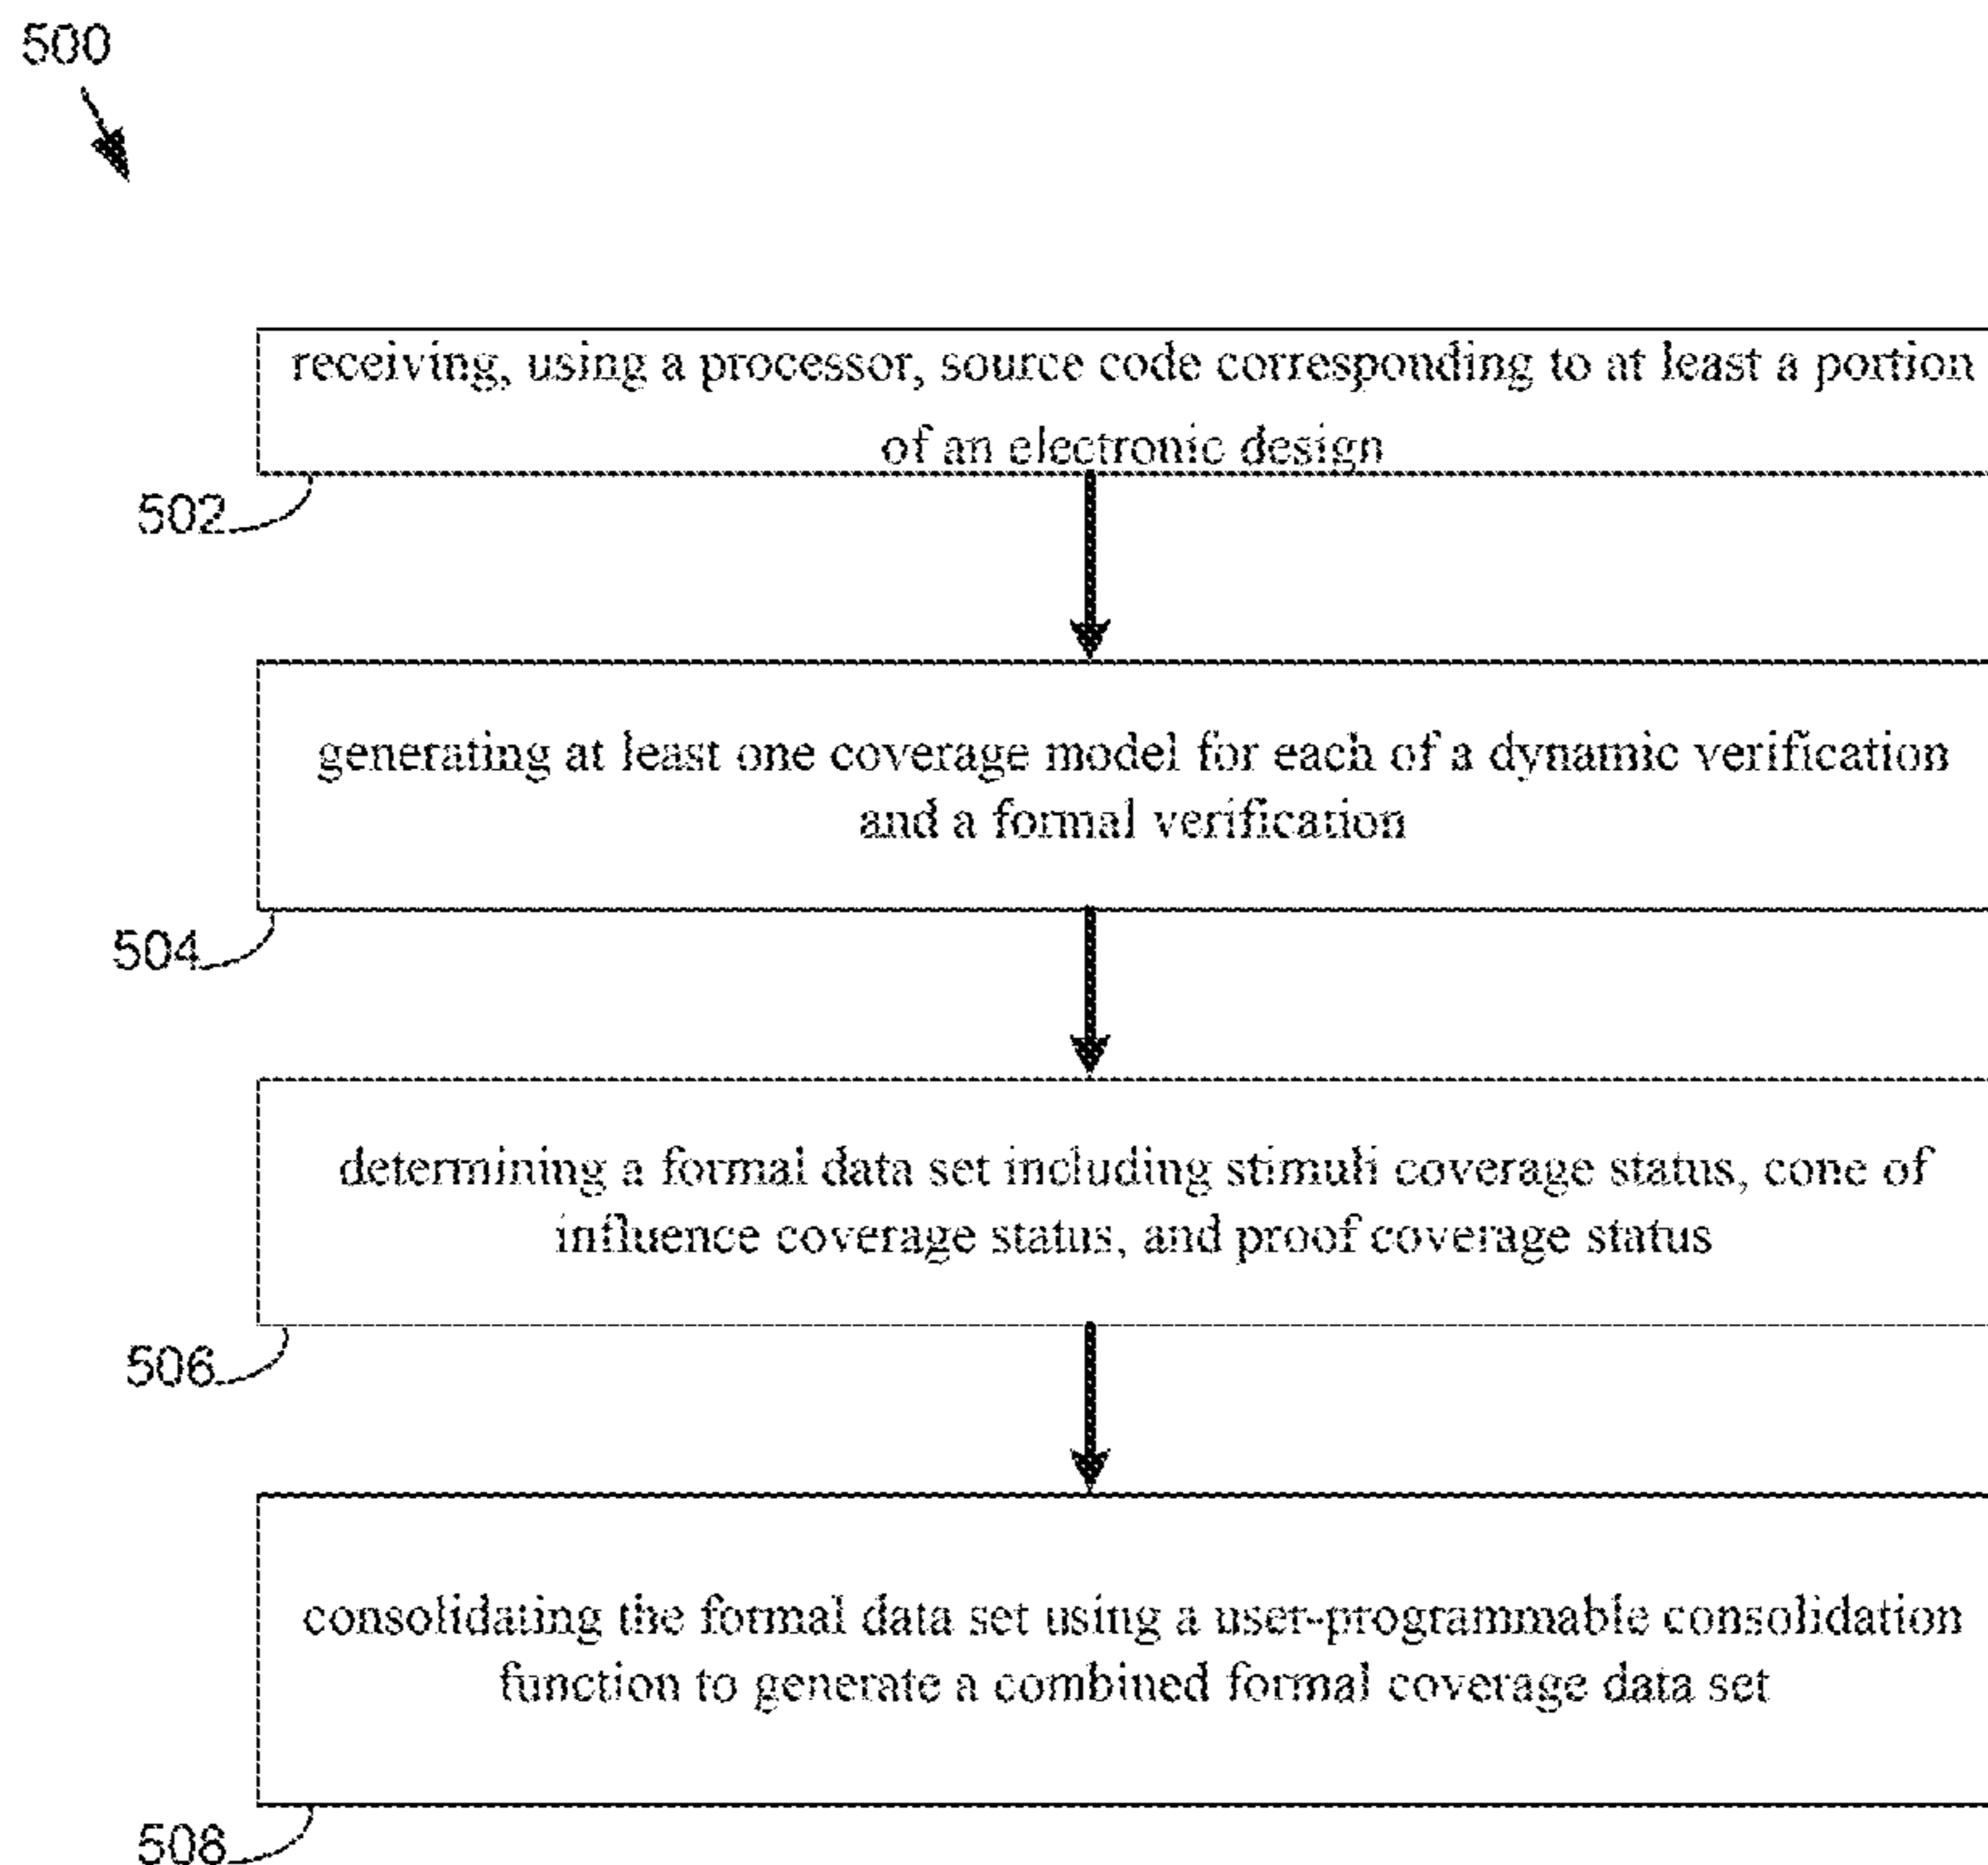 500
receiving, using a processor, source code corresponding to at least a portion
of an electronic design
502
generating at least one coverage model for each of a dynamic verification
and a formal verification
504
determining a formal data set including stimuli coverage status, cone of
influence coverage status, and proof coverage status
506
consolidating the formal data set using a user-programmable consolidation
function to generate a combined formal coverage data set
508